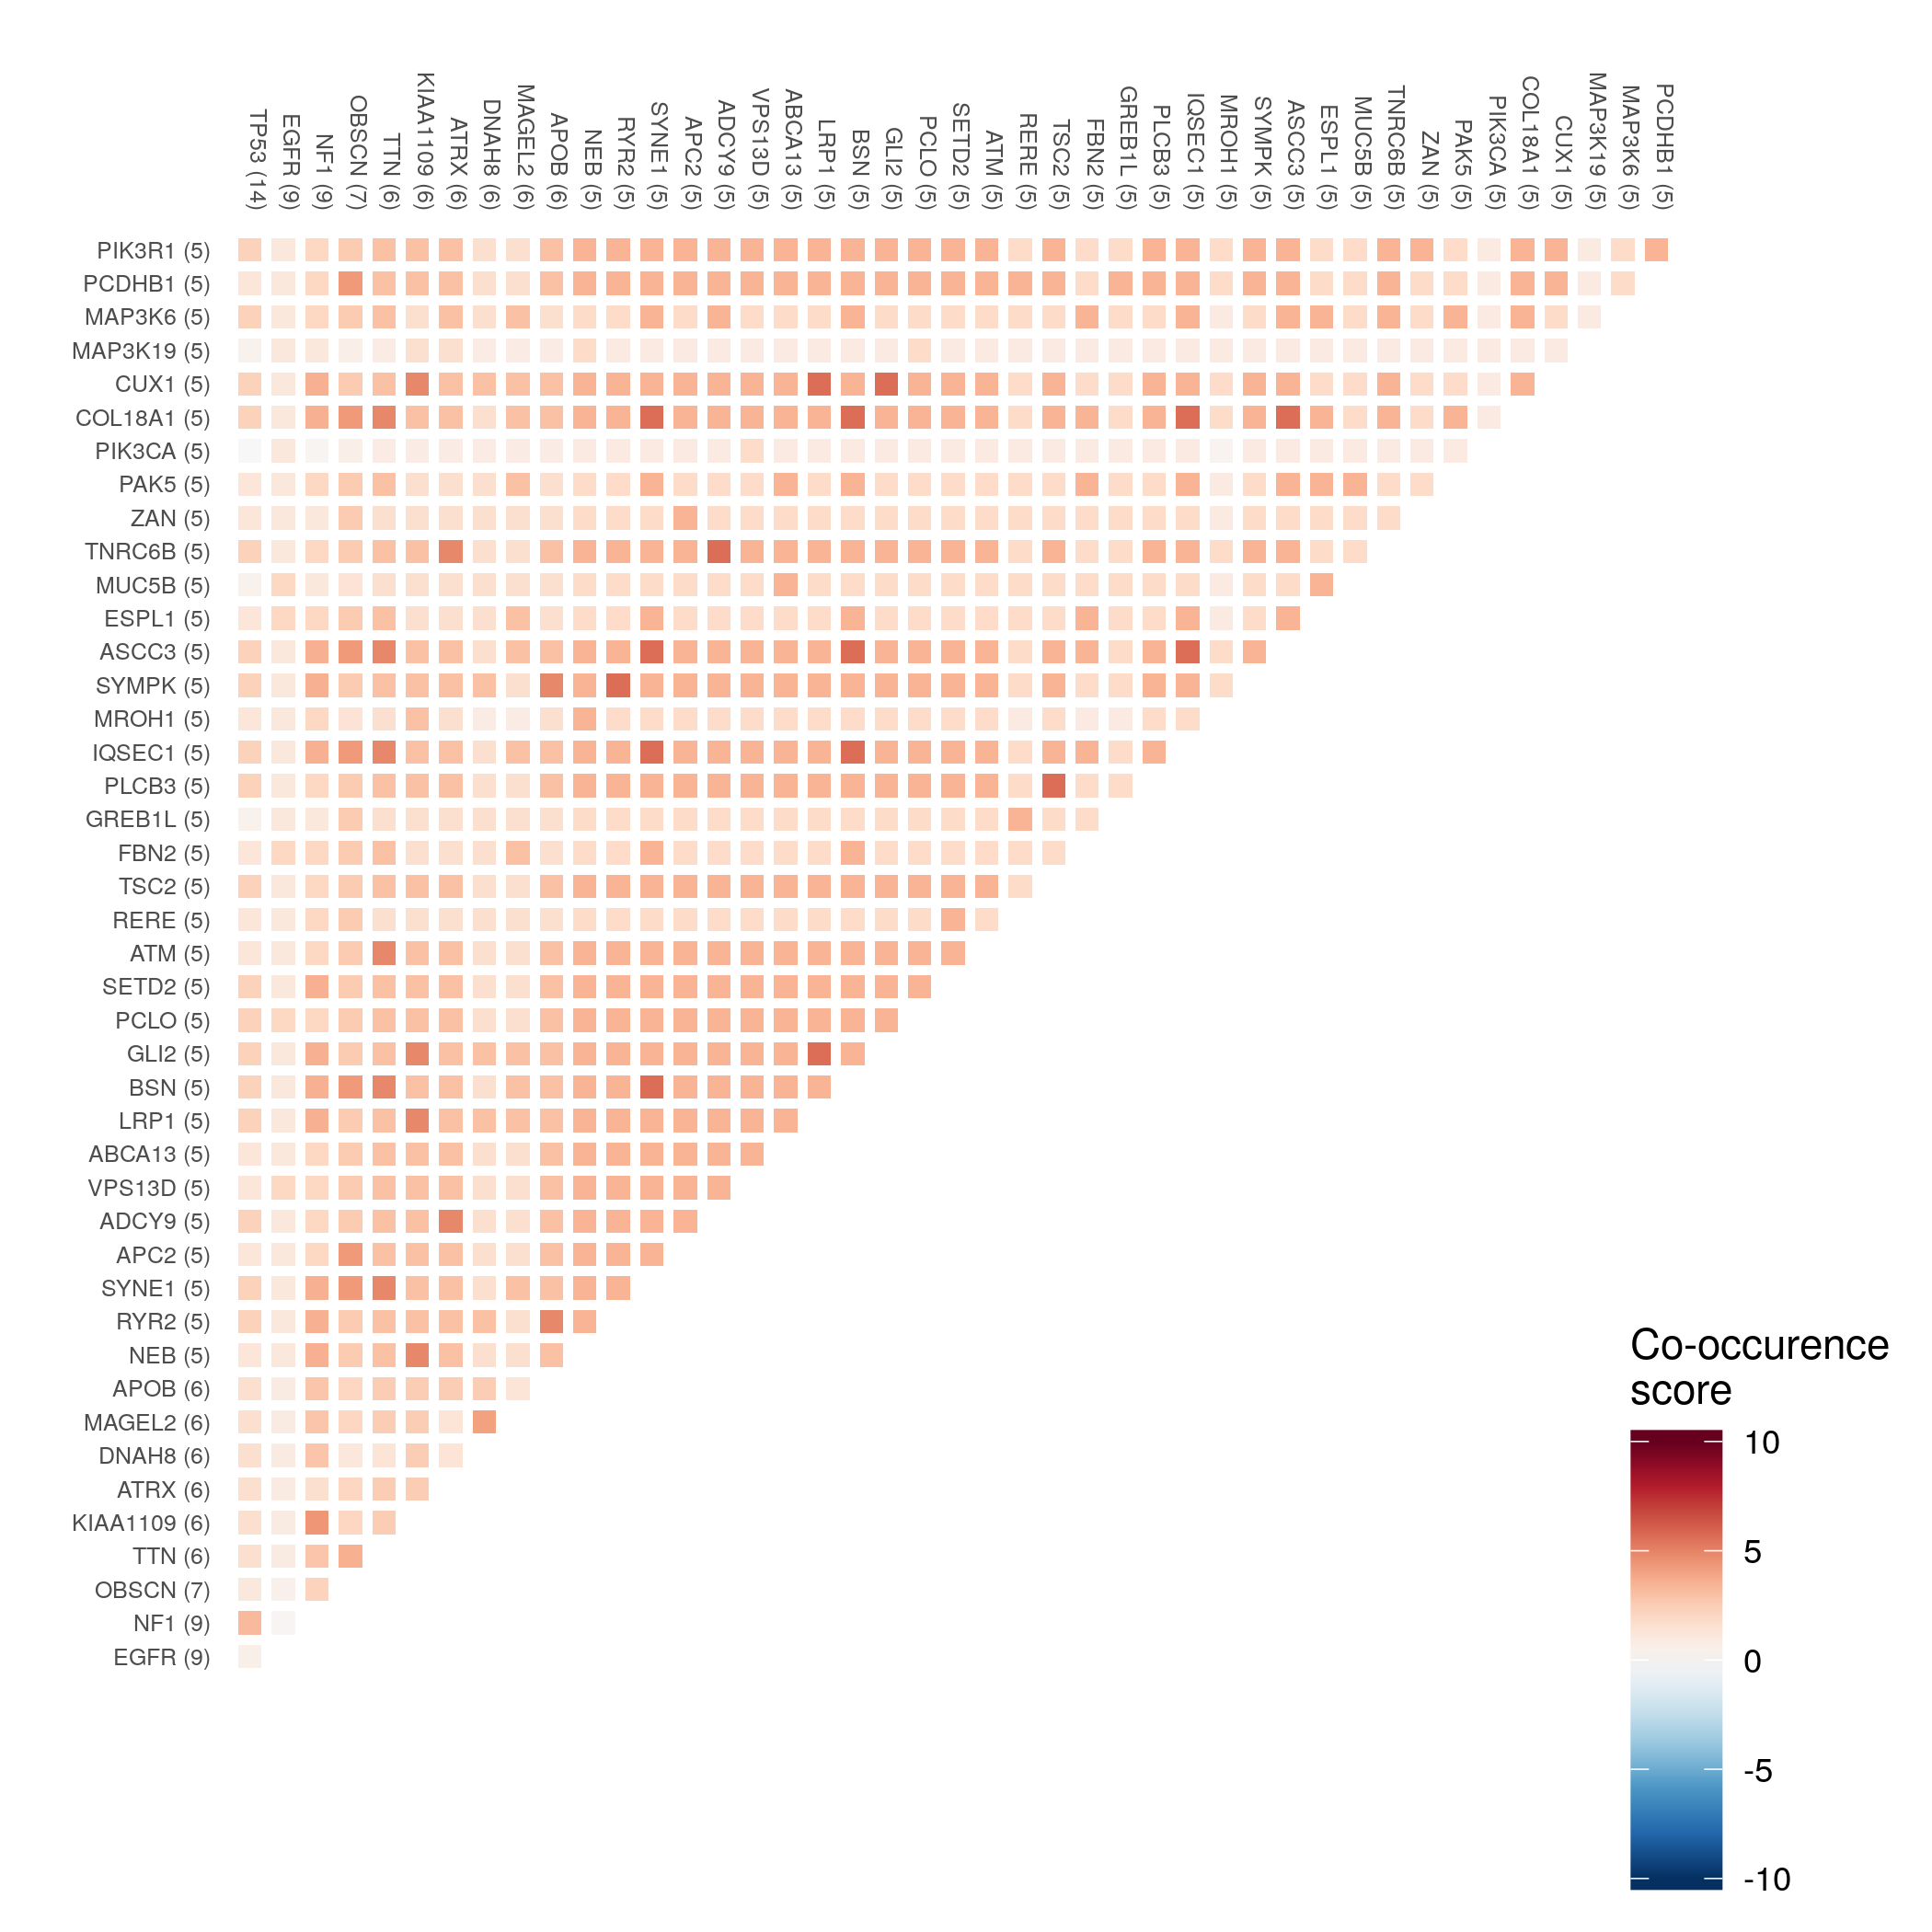 TP53 (14)
EGFR (9)
NF1 (9)
OBSCN (7)
TTN (6)
KIAA1109 (6)
ATRX (6)
DNAH8 (6)
MAGEL2 (6)
APOB (6)
NEB (5)
RYR2 (5)
SYNE1 (5)
APC2 (5)
ADCY9 (5)
VPS13D (5)
ABCA13 (5)
LRP1 (5)
BSN (5)
GLI2 (5)
PCLO (5)
SETD2 (5)
ATM (5)
RERE (5)
TSC2 (5)
FBN2 (5)
GREB1L (5)
PLCB3 (5)
IQSEC1 (5)
MROH1 (5)
SYMPK (5)
ASCC3 (5)
ESPL1 (5)
MUC5B (5)
TNRC6B (5)
ZAN (5)
PAK5 (5)
PIK3CA (5)
COL18A1 (5)
CUX1 (5)
MAP3K19 (5)
MAP3K6 (5)
PCDHB1 (5)
PIK3R1 (5)
PCDHB1 (5)
MAP3K6 (5)
MAP3K19 (5)
CUX1 (5)
COL18A1 (5)
PIK3CA (5)
PAK5 (5)
ZAN (5)
TNRC6B (5)
MUC5B (5)
ESPL1 (5)
ASCC3 (5)
SYMPK (5)
MROH1 (5)
IQSEC1 (5)
PLCB3 (5)
GREB1L (5)
FBN2 (5)
TSC2 (5)
RERE (5)
ATM (5)
SETD2 (5)
PCLO (5)
GLI2 (5)
BSN (5)
LRP1 (5)
ABCA13 (5)
VPS13D (5)
ADCY9 (5)
APC2 (5)
SYNE1 (5)
RYR2 (5)
NEB (5)
APOB (6)
MAGEL2 (6)
DNAH8 (6)
ATRX (6)
KIAA1109 (6)
TTN (6)
OBSCN (7)
NF1 (9)
EGFR (9)
Co-occurence
score
10
5
0
-5
-10